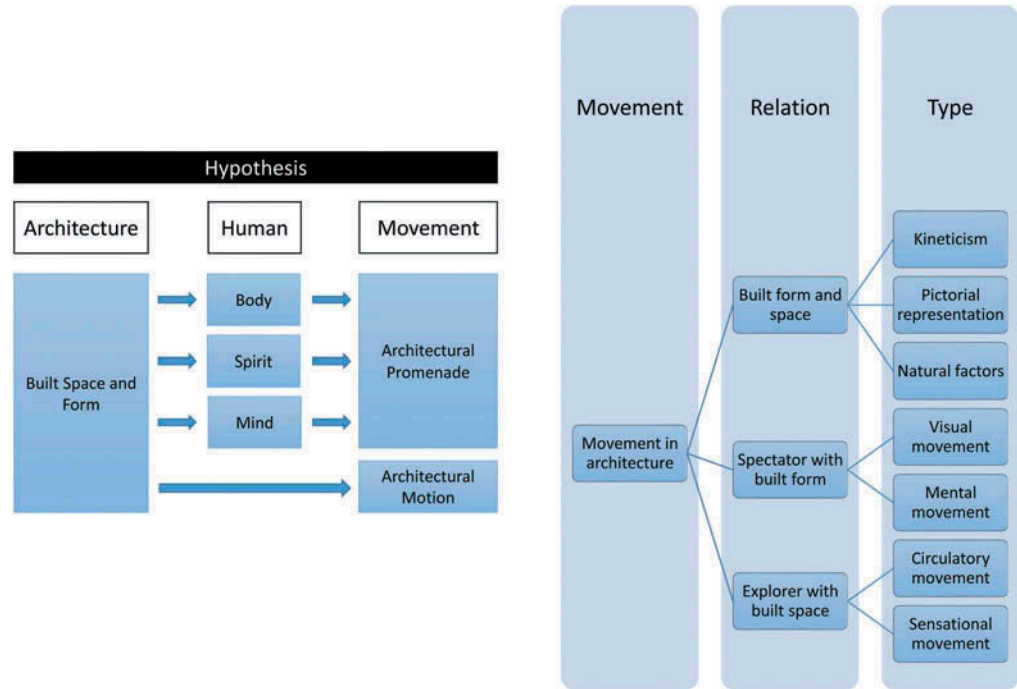 Hypothesis
Architecture
Human
Movement
Built Space and
Form
Body
Spirit
Mind
Architectural
Promenade
Architectural
Motion
Movement
Relation
Type
Movement in
architecture
Built form and
space
Spectator with
built form
Explorer with
built space
Kineticism
Pictorial
representation
Natural factors
Visual
movement
Mental
movement
Circulatory
movement
Sensational
movement